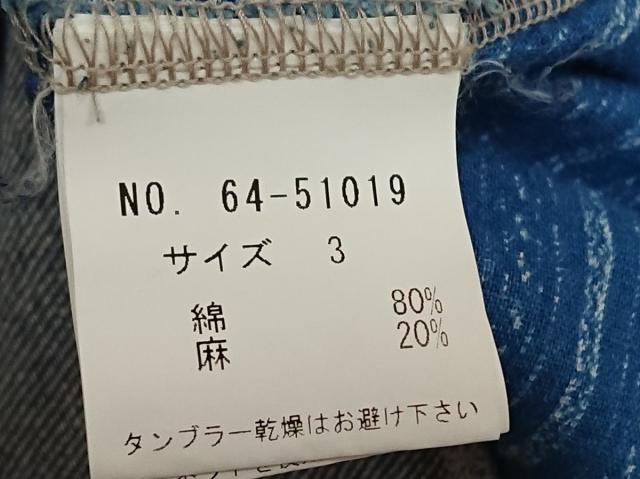 NO. 64-51019
サイズ 3
綿 80%
麻 20%
タンブラー乾燥はお避け下さい